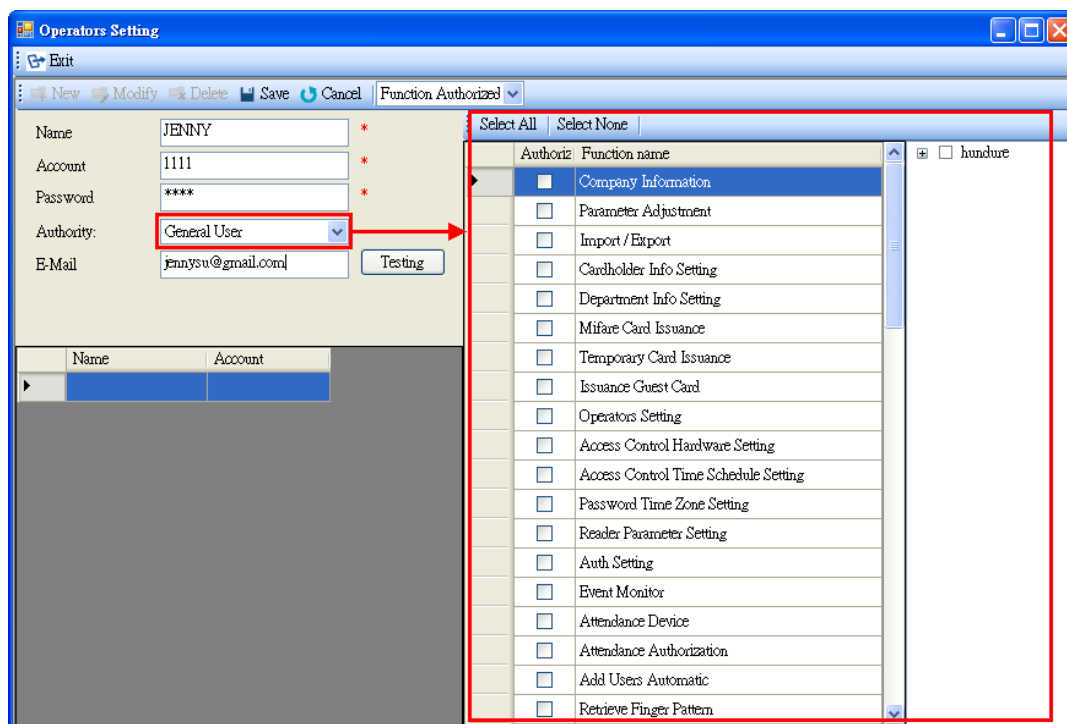 Operators Setting
Exit
New Modify Delete Save Cancel Function Authorized
Name JENNY *
Account 1111 *
Password **** *
Authority: General User
E-Mail jennysu@gmail.com Testing
Name Account
Select All Select None
Authoriz Function name
Company Information
Parameter Adjustment
Import / Export
Cardholder Info Setting
Department Info Setting
Mifare Card Issuance
Temporary Card Issuance
Issuance Guest Card
Operators Setting
Access Control Hardware Setting
Access Control Time Schedule Setting
Password Time Zone Setting
Reader Parameter Setting
Auth Setting
Event Monitor
Attendance Device
Attendance Authorization
Add Users Automatic
Retrieve Finger Pattern
hundure